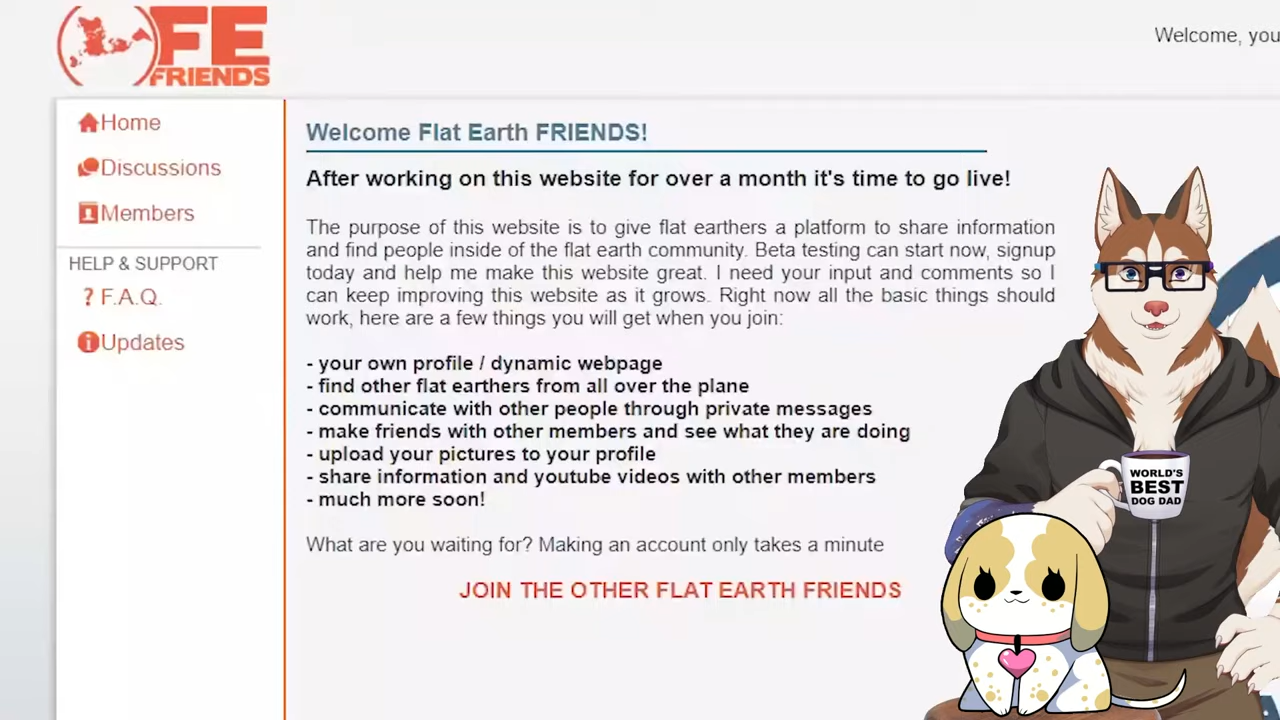 FE
FRIENDS
Welcome, you
Home
Discussions
Members
HELP & SUPPORT
? F.A.Q.
Updates
Welcome Flat Earth FRIENDS!
After working on this website for over a month it's time to go live!
The purpose of this website is to give flat earthers a platform to share information
and find people inside of the flat earth community. Beta testing can start now, signup
today and help me make this website great. I need your input and comments so I
can keep improving this website as it grows. Right now all the basic things should
work, here are a few things you will get when you join:
- your own profile / dynamic webpage
- find other flat earthers from all over the plane
- communicate with other people through private messages
- make friends with other members and see what they are doing
- upload your pictures to your profile
- share information and youtube videos with other members
- much more soon!
What are you waiting for? Making an account only takes a minute
JOIN THE OTHER FLAT EARTH FRIENDS
WORLD'S
BEST
DOG DAD